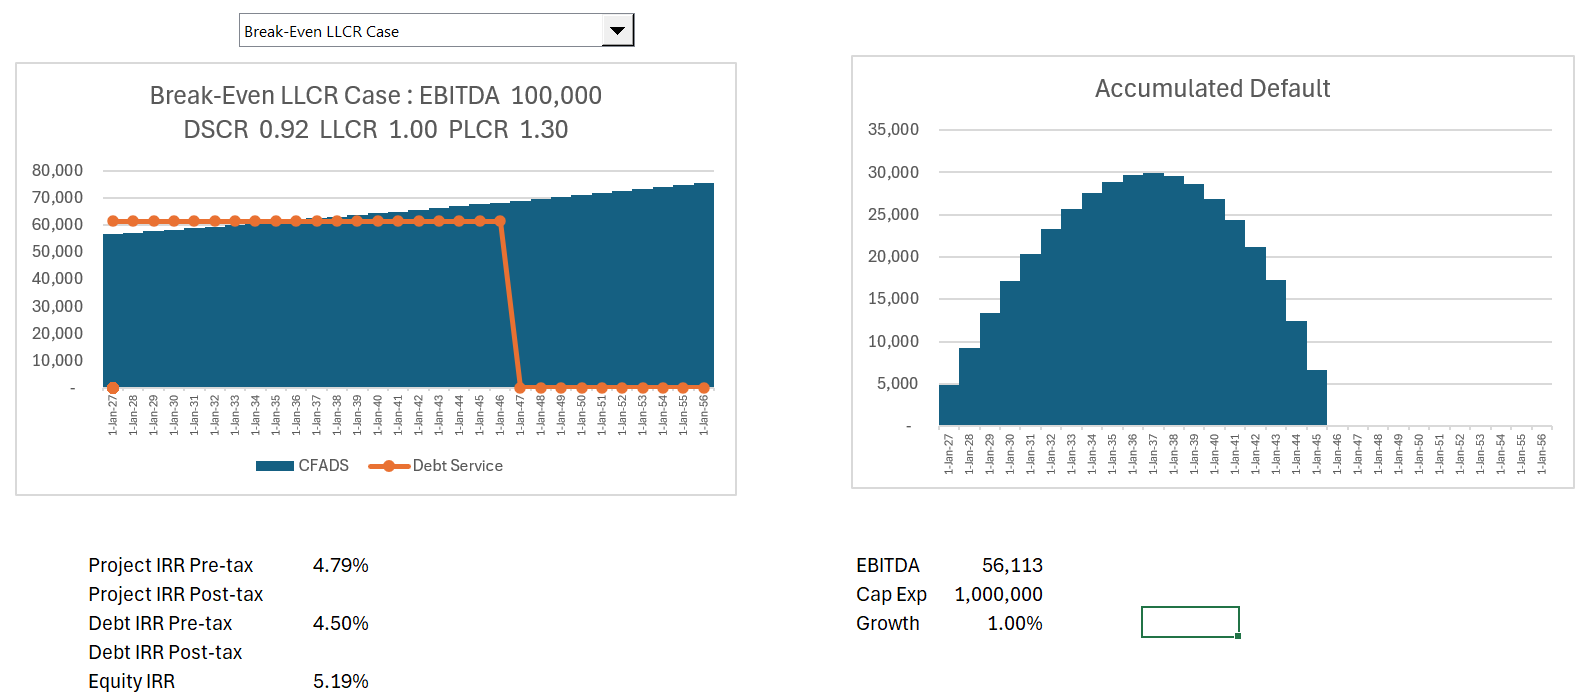 Break-Even LLCR Case
Break-Even LLCR Case : EBITDA 100,000
DSCR 0.92 LLCR 1.00 PLCR 1.30
80,000
70,000
60,000
50,000
40,000
30,000
20,000
10,000
-
1-Jan-27
1-Jan-28
1-Jan-29
1-Jan-30
1-Jan-31
1-Jan-32
1-Jan-33
1-Jan-34
1-Jan-35
1-Jan-36
1-Jan-37
1-Jan-38
1-Jan-39
1-Jan-40
1-Jan-41
1-Jan-42
1-Jan-43
1-Jan-44
1-Jan-45
1-Jan-46
1-Jan-47
1-Jan-48
1-Jan-49
1-Jan-50
1-Jan-51
1-Jan-52
1-Jan-53
1-Jan-54
1-Jan-55
1-Jan-56
CFADS Debt Service
Accumulated Default
35,000
30,000
25,000
20,000
15,000
10,000
5,000
-
1-Jan-27
1-Jan-28
1-Jan-29
1-Jan-30
1-Jan-31
1-Jan-32
1-Jan-33
1-Jan-34
1-Jan-35
1-Jan-36
1-Jan-37
1-Jan-38
1-Jan-39
1-Jan-40
1-Jan-41
1-Jan-42
1-Jan-43
1-Jan-44
1-Jan-45
1-Jan-46
1-Jan-47
1-Jan-48
1-Jan-49
1-Jan-50
1-Jan-51
1-Jan-52
1-Jan-53
1-Jan-54
1-Jan-55
1-Jan-56
Project IRR Pre-tax 4.79%
Project IRR Post-tax
Debt IRR Pre-tax 4.50%
Debt IRR Post-tax
Equity IRR 5.19%
EBITDA 56,113
Cap Exp 1,000,000
Growth 1.00%